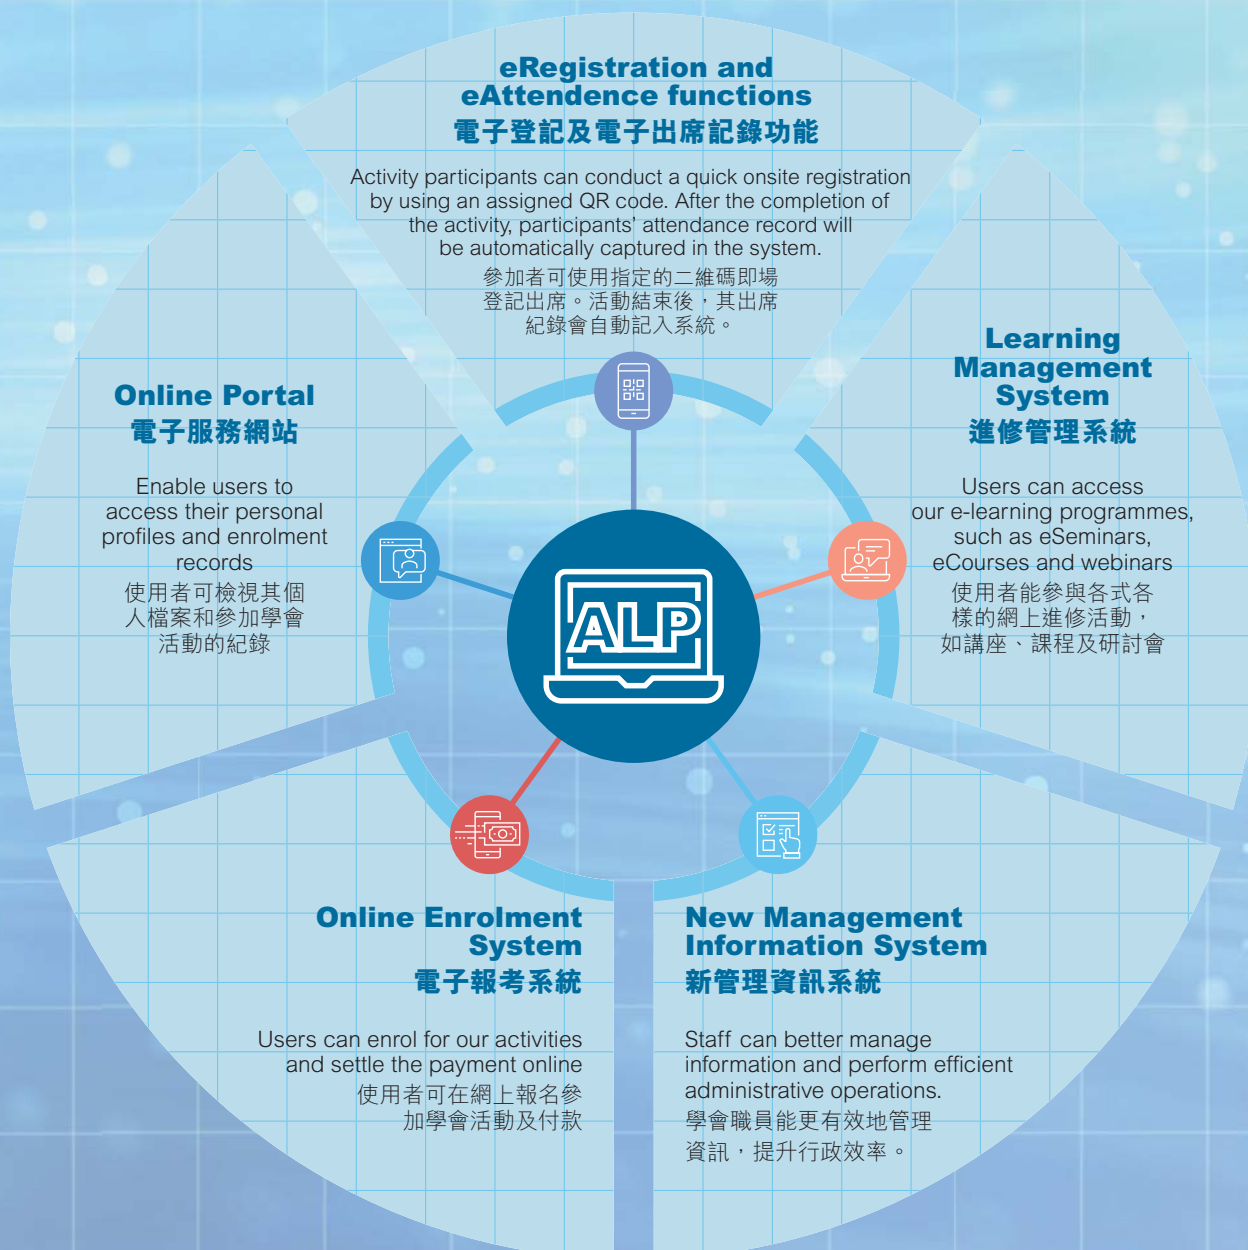 eRegistration and
eAttendence functions
電子登記及電子出席記錄功能
Activity participants can conduct a quick onsite registration
by using an assigned QR code. After the completion of
the activity, participants’ attendance record will
be automatically captured in the system.
參加者可使用指定的二維碼即場
登記出席。活動結束後，其出席
紀錄會自動記入系統。
Online Portal
電子服務網站
Enable users to
access their personal
profiles and enrolment
records
使用者可檢視其個
人檔案和參加學會
活動的紀錄
Learning
Management
System
進修管理系統
Users can access
our e-learning programmes,
such as eSeminars,
eCourses and webinars
使用者能參與各式各
樣的網上進修活動，
如講座、課程及研討會
ALP
Online Enrolment
System
電子報考系統
Users can enrol for our activities
and settle the payment online
使用者可在網上報名參
加學會活動及付款
New Management
Information System
新管理資訊系統
Staff can better manage
information and perform efficient
administrative operations.
學會職員能更有效地管理
資訊，提升行政效率。